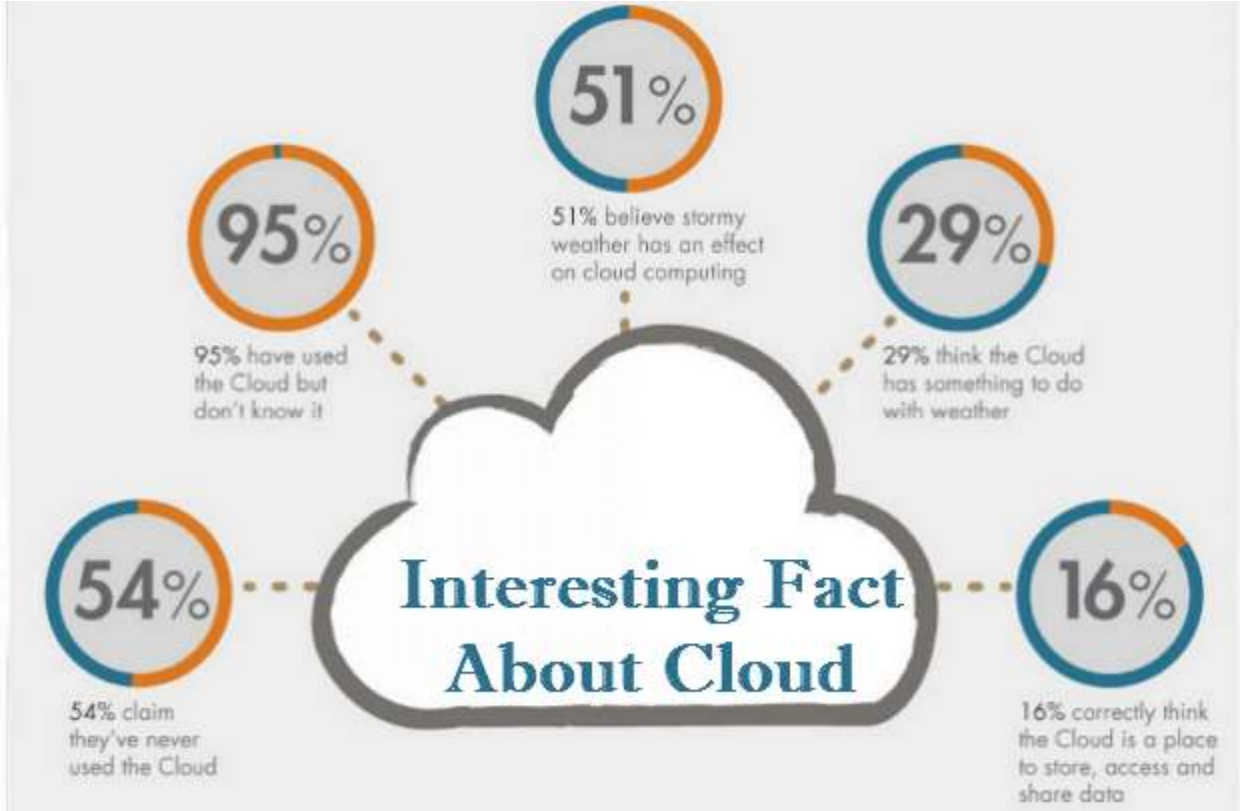 51%
51% believe stormy
weather has an effect
on cloud computing
95%
95% have used
the Cloud but
don't know it
29%
29% think the Cloud
has something to do
with weather
54%
54% claim
they've never
used the Cloud
Interesting Fact
About Cloud
16%
16% correctly think
the Cloud is a place
to store, access and
share data